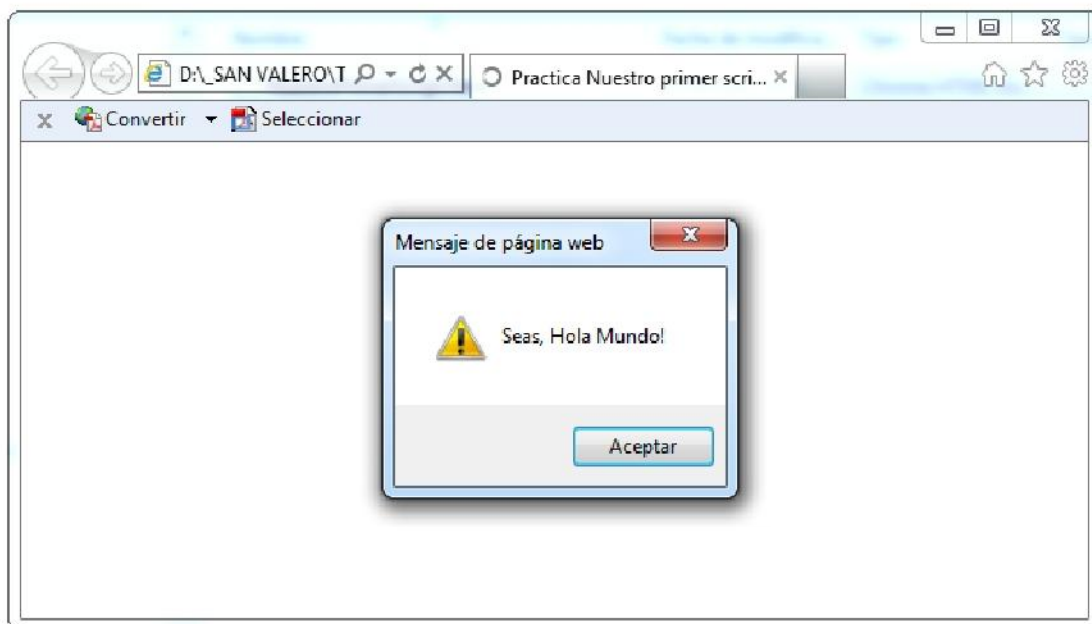 D:\_SAN VALERO\T
Practica Nuestro primer scri...
x Convertir Seleccionar
Mensaje de página web
Seas, Hola Mundo!
Aceptar